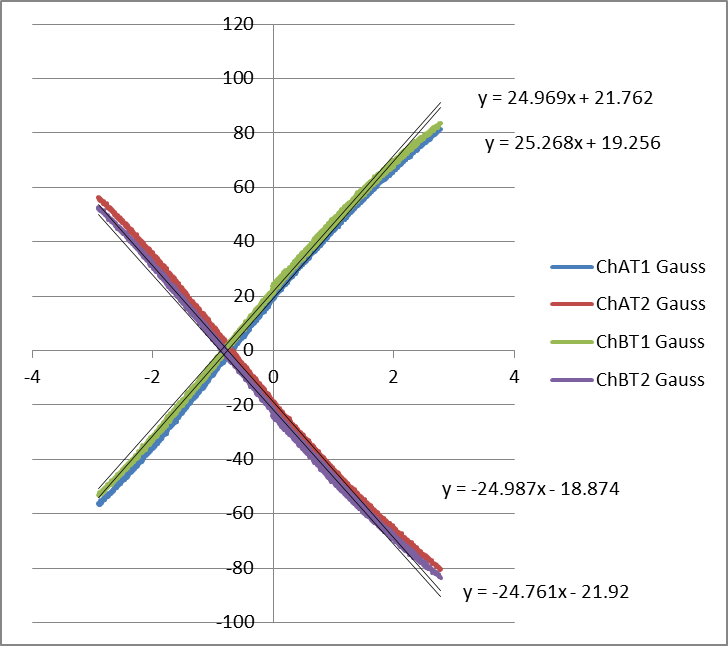 120
100
80
60
40
20
0
-20
-40
-60
-80
-100
-4
-2
0
2
4
y = 24.969x + 21.762
y = 25.268x + 19.256
y = -24.987x - 18.874
y = -24.761x - 21.92
ChAT1 Gauss
ChAT2 Gauss
ChBT1 Gauss
ChBT2 Gauss